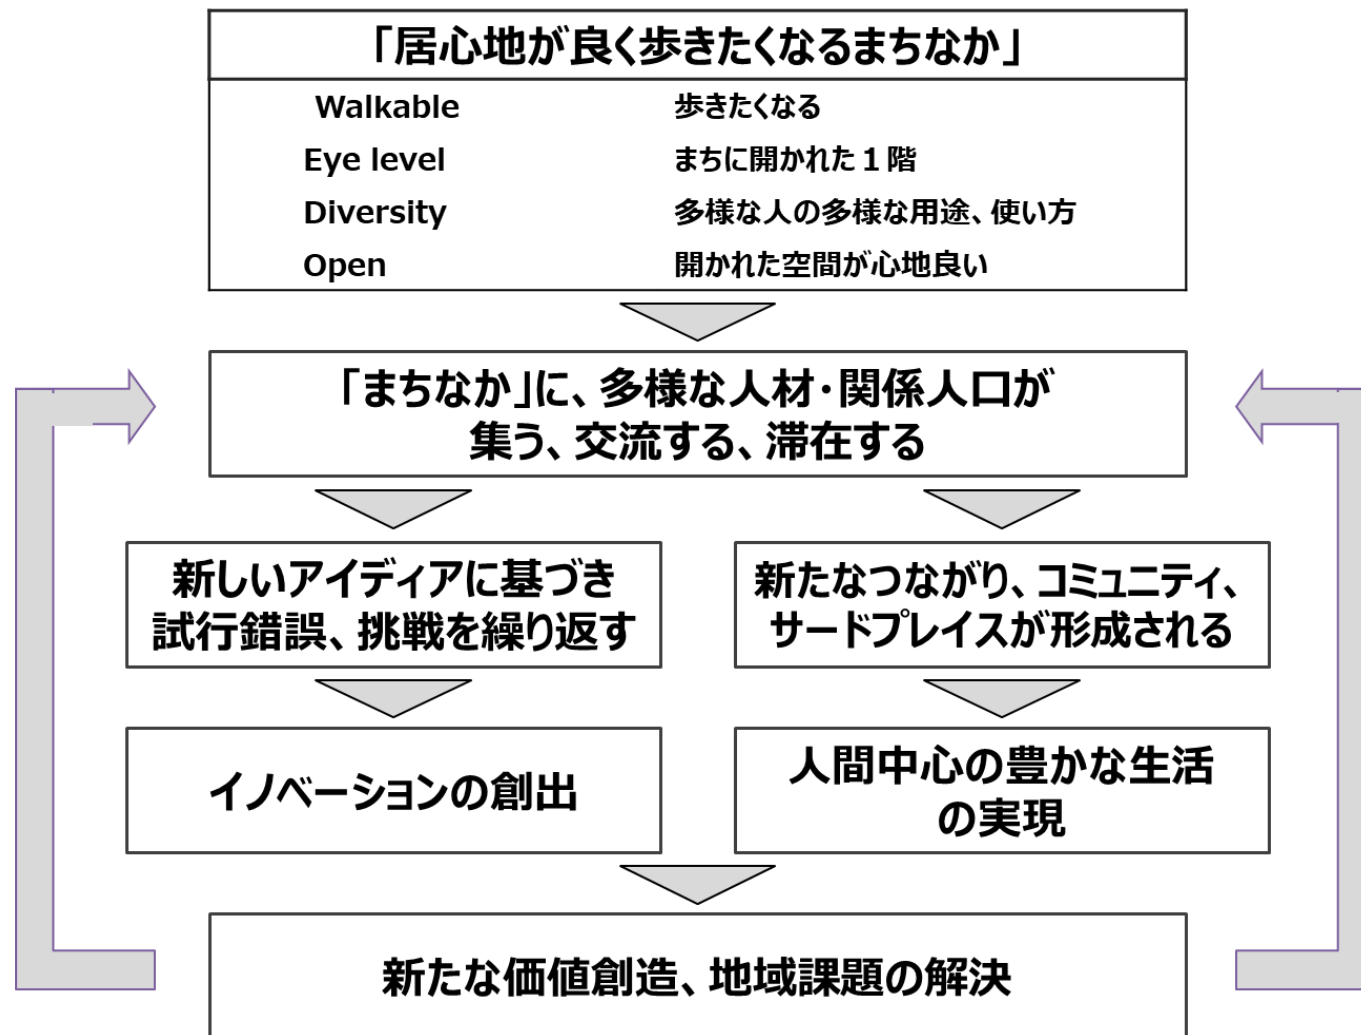 「居心地が良く歩きたくなるまちなか」
Walkable 歩きたくなる
Eye level まちに開かれた１階
Diversity 多様な人の多様な用途、使い方
Open 開かれた空間が心地良い
「まちなか」に、多様な人材・関係人口が
集う、交流する、滞在する
新しいアイディアに基づき
試行錯誤、挑戦を繰り返す
新たなつながり、コミュニティ、
サードプレイスが形成される
イノベーションの創出
人間中心の豊かな生活
の実現
新たな価値創造、地域課題の解決